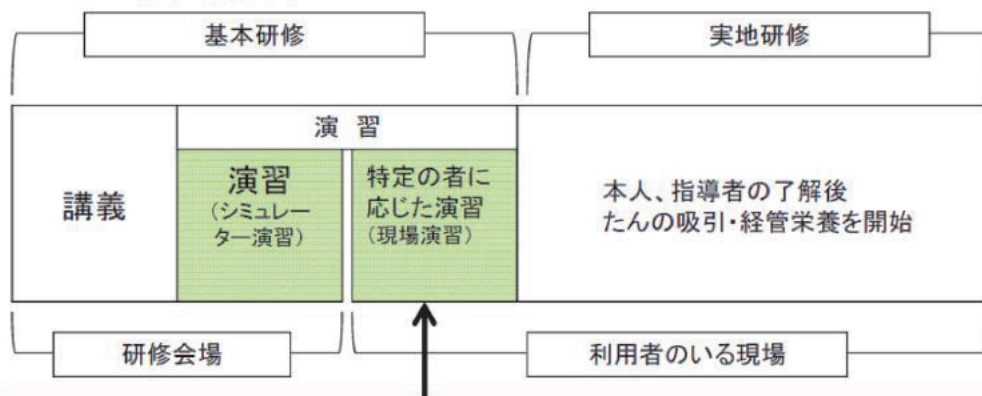 基本研修
実地研修
演 習
講義
演習
(シミュレー
ター演習)
特定の者に
応じた演習
(現場演習)
本人、指導者の了解後
たんの吸引・経管栄養を開始
研修会場
利用者のいる現場